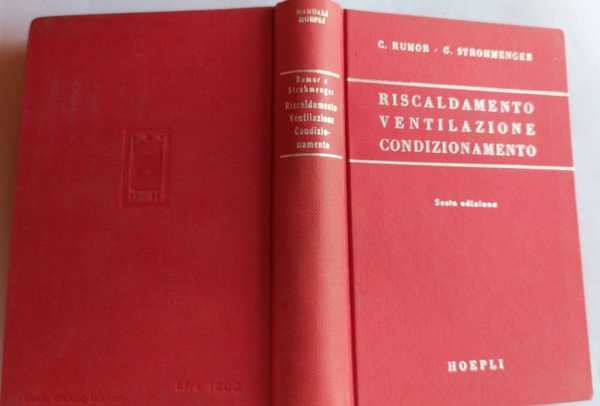 MANUALI
HOEPLI
Rumor e
Strohmenger
Riscaldamento
Ventilazione
Condizio-
namento
C. RUMOR - G. STROHMENGER
RISCALDAMENTO
VENTILAZIONE
CONDIZIONAMENTO
Sesta edizione
HOEPLI